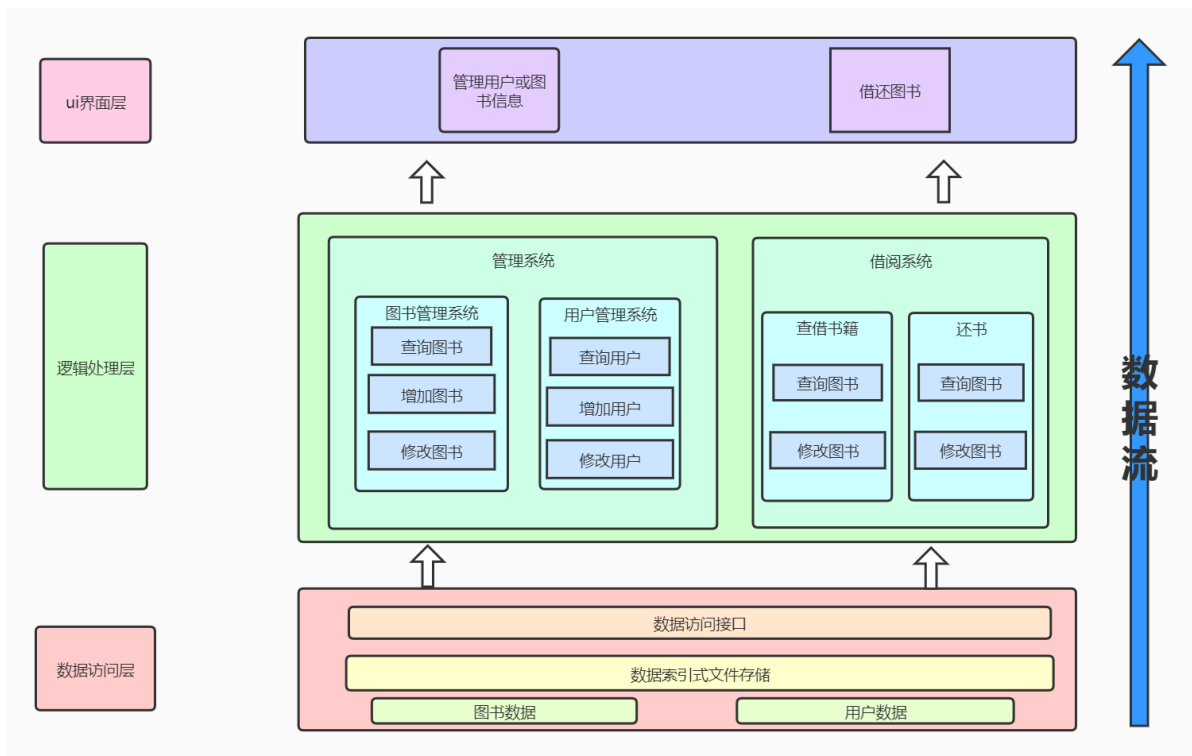 ui界面层
管理用户或图
书信息
借还图书
逻辑处理层
管理系统
图书管理系统
查询图书
增加图书
修改图书
用户管理系统
查询用户
增加用户
修改用户
借阅系统
查借书籍
查询图书
修改图书
还书
查询图书
修改图书
数据访问层
数据访问接口
数据索引式文件存储
图书数据
用户数据
数
据
流